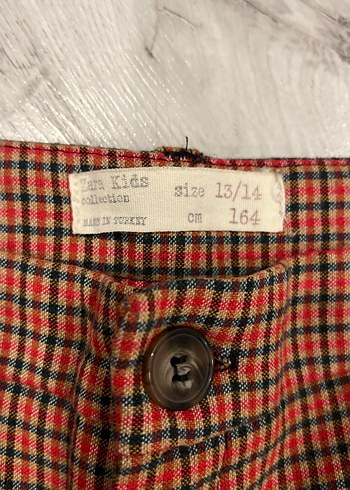 Zara Kids
collection
MADE IN TURKEY
size 13/14
cm 164